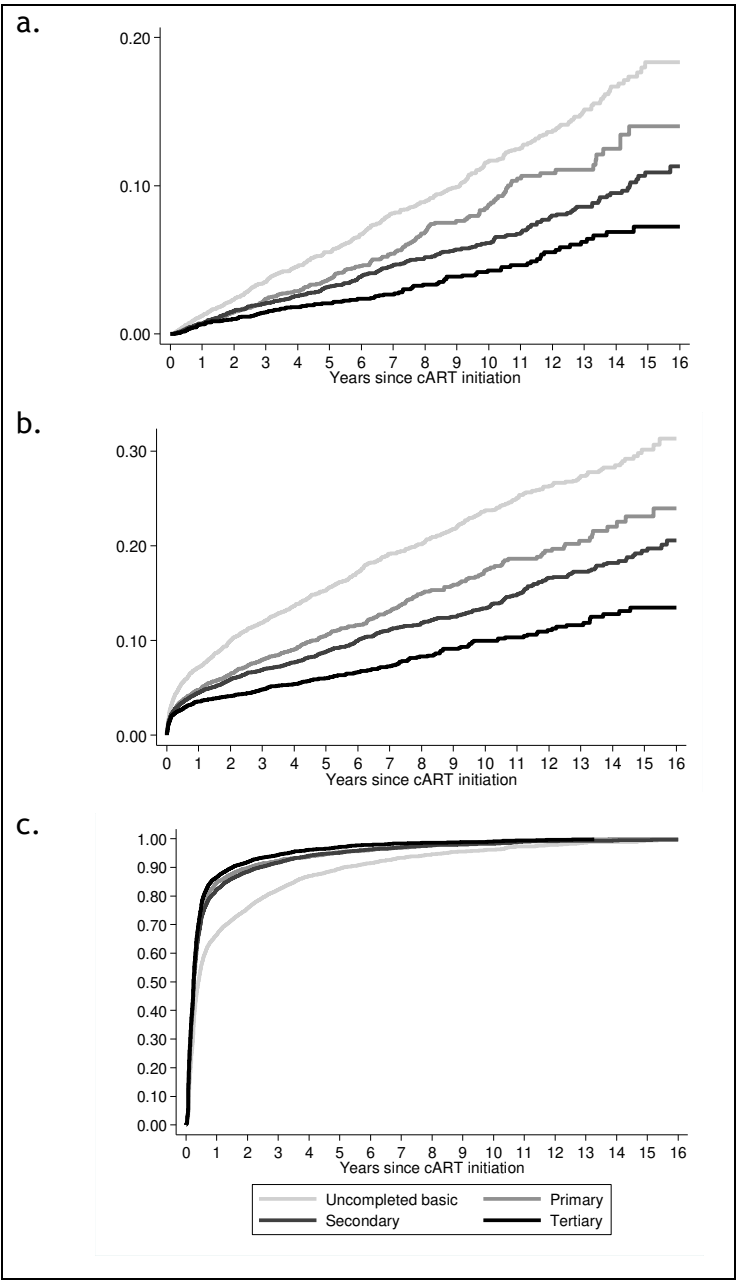 a.
0.20
0.10
0.00
0 1 2 3 4 5 6 7 8 9 10 11 12 13 14 15 16
Years since cART initiation
b.
0.30
0.20
0.10
0.00
0 1 2 3 4 5 6 7 8 9 10 11 12 13 14 15 16
Years since cART initiation
c.
1.00
0.90
0.80
0.70
0.60
0.50
0.40
0.30
0.20
0.10
0.00
0 1 2 3 4 5 6 7 8 9 10 11 12 13 14 15 16
Years since cART initiation
Uncompleted basic Primary
Secondary Tertiary